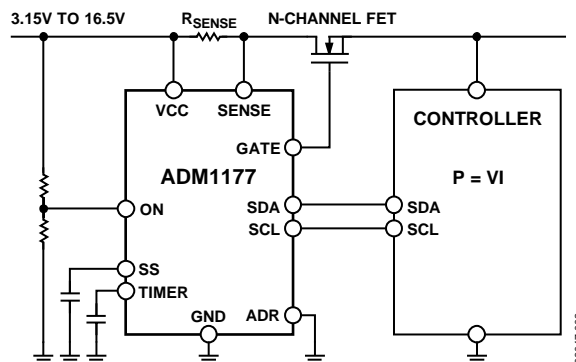 3.15V TO 16.5V
RSENSE
N-CHANNEL FET
VCC
SENSE
CONTROLLER
GATE
ADM1177
P = VI
ON
SDA
SDA
SCL
SCL
SS
TIMER
GND
ADR